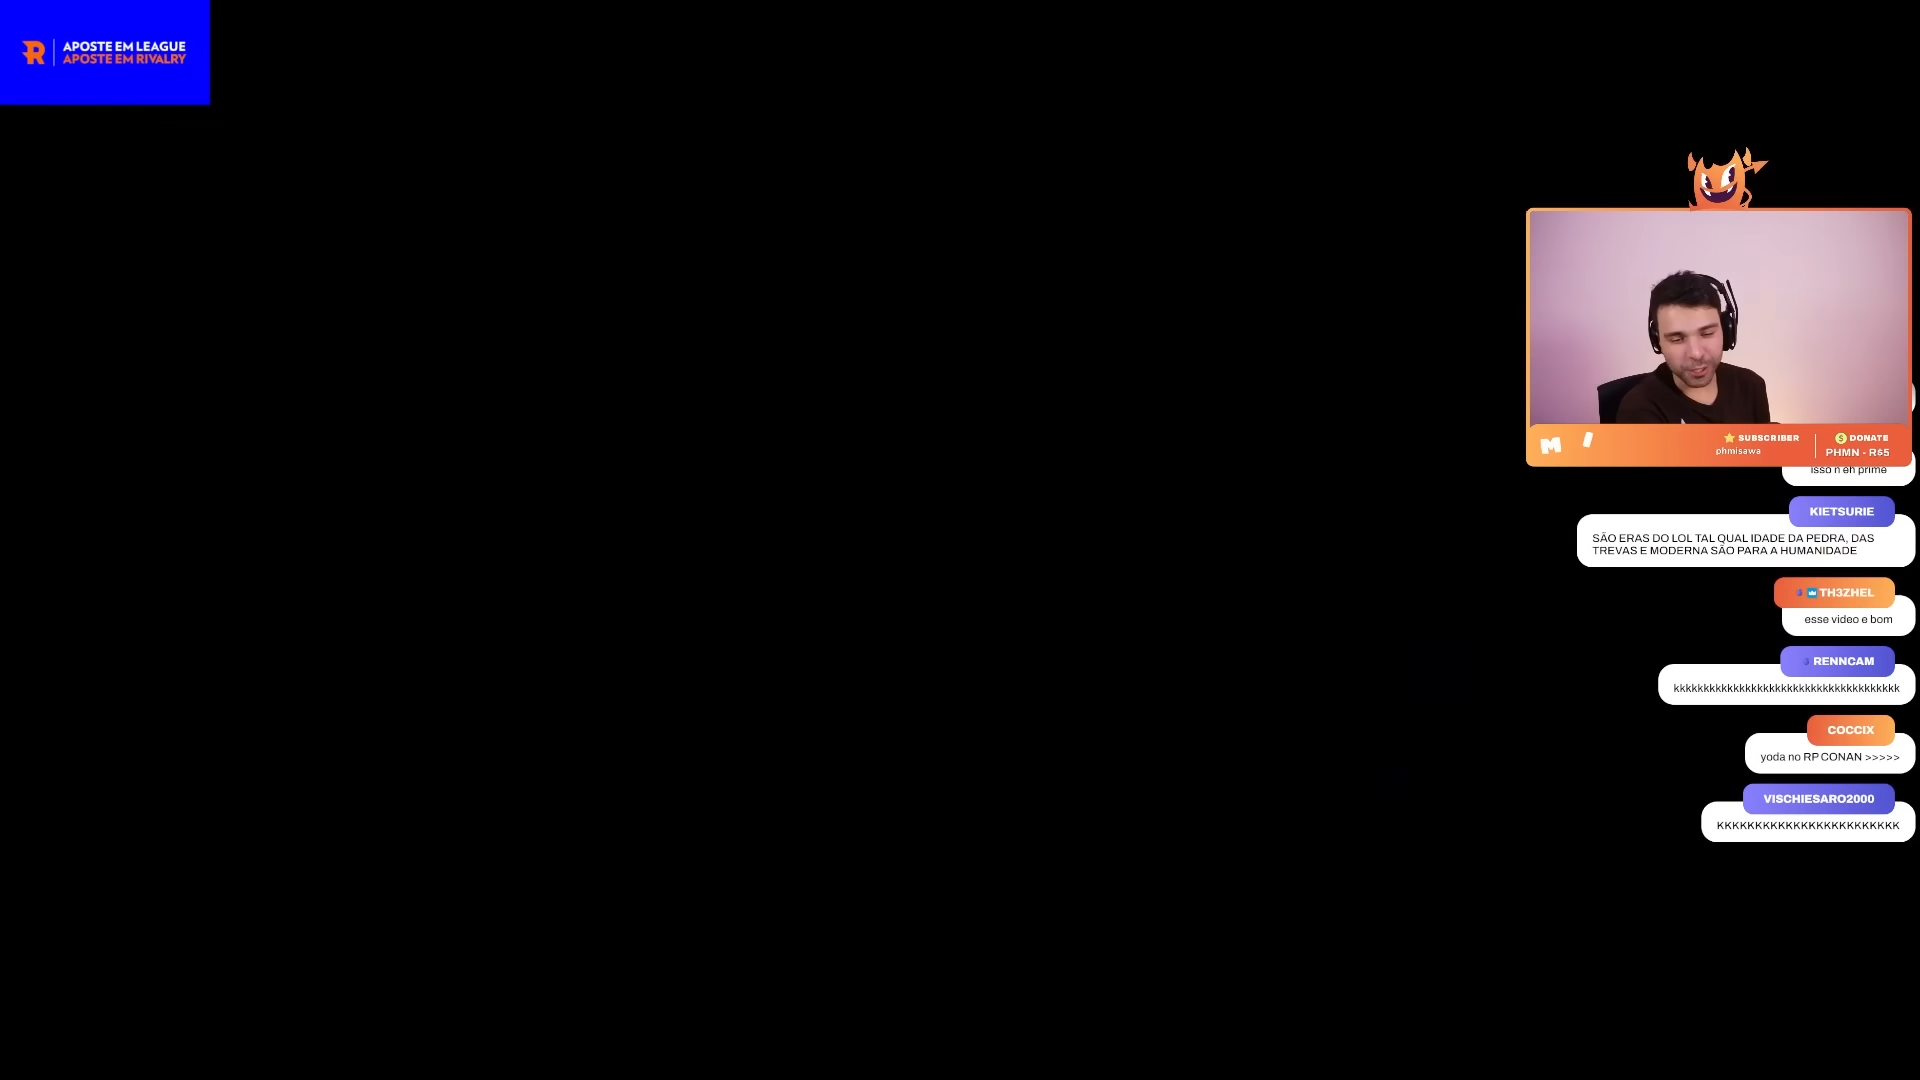 R
APOSTE EM LEAGUE
APOSTE EM RIVALRY
M
SUBSCRIBER
phmisawa
$ DONATE
PHMN - R$5
isso n eh prime
KIETSURIE
SÃO ERAS DO LOL TAL QUAL IDADE DA PEDRA, DAS
TREVAS E MODERNA SÃO PARA A HUMANIDADE
TH3ZHEL
esse video e bom
RENNCAM
kkkkkkkkkkkkkkkkkkkkkkkkkkkkkkkkkkkkkk
COCCIX
yoda no RP CONAN >>>>>
VISCHIESARO2000
KKKKKKKKKKKKKKKKKKKKKKKK